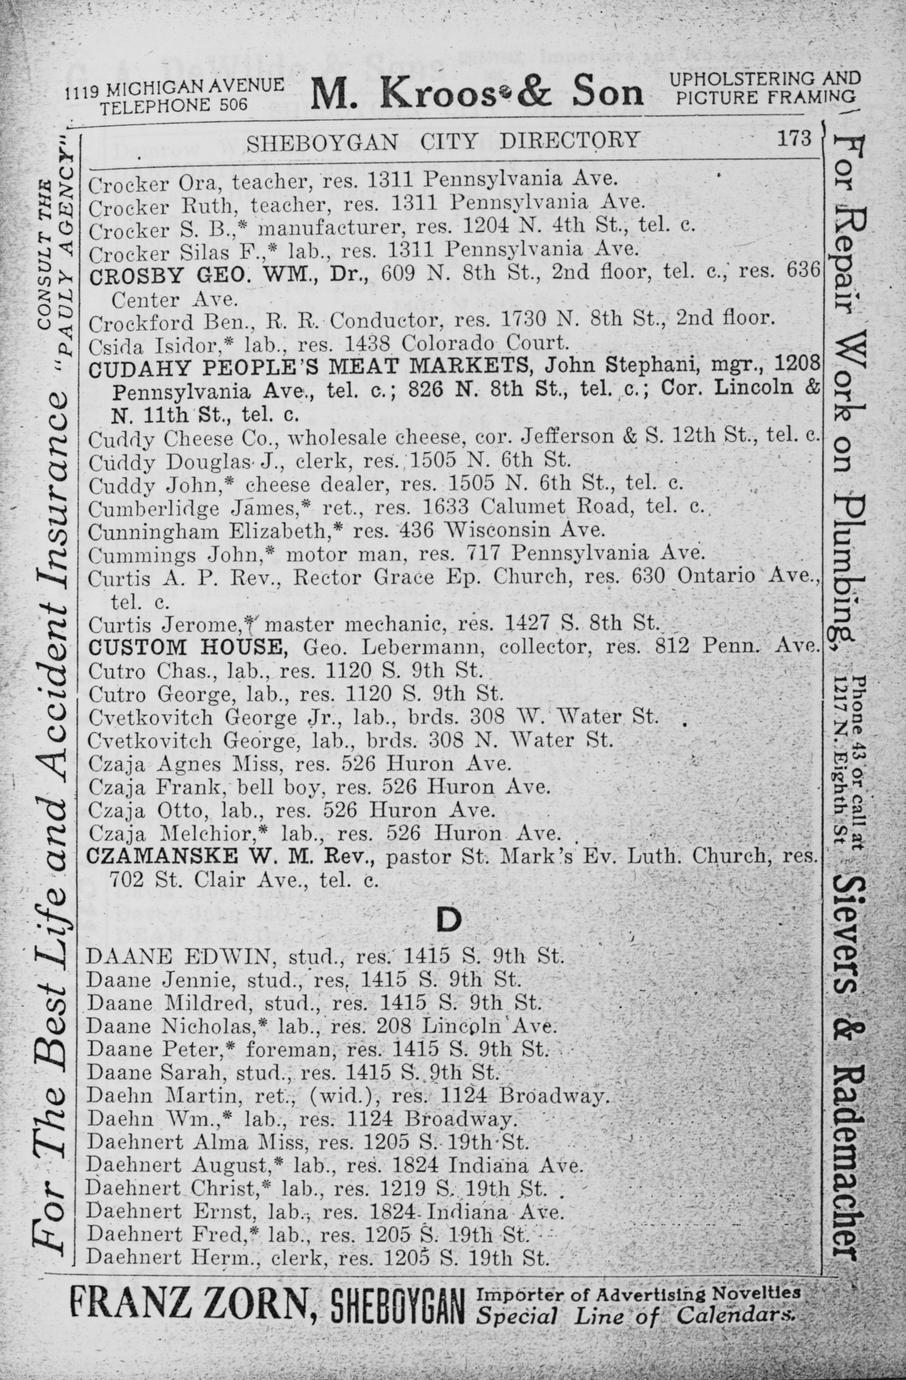 1119 MICHIGAN AVENUE
TELEPHONE 506
M. Kroos & Son
UPHOLSTERING AND
PICTURE FRAMING
SHEBOYGAN CITY DIRECTORY 173
Crocker Ora, teacher, res. 1311 Pennsylvania Ave.
Crocker Ruth, teacher, res. 1311 Pennsylvania Ave.
Crocker S. B.,* manufacturer, res. 1204 N. 4th St., tel. c.
Crocker Silas F.,* lab., res. 1311 Pennsylvania Ave.
CROSBY GEO. WM., Dr., 609 N. 8th St., 2nd floor, tel. c., res. 636
Center Ave.
Crockford Ben., R. R. Conductor, res. 1730 N. 8th St., 2nd floor.
Csida Isidor,* lab., res. 1438 Colorado Court.
CUDAHY PEOPLE'S MEAT MARKETS, John Stephani, mgr., 1208
Pennsylvania Ave., tel. c.; 826 N. 8th St., tel. c.; Cor. Lincoln &
N. 11th St., tel. c.
Cuddy Cheese Co., wholesale cheese, cor. Jefferson & S. 12th St., tel. c.
Cuddy Douglas J., clerk, res. 1505 N. 6th St.
Cuddy John,* cheese dealer, res. 1505 N. 6th St., tel. c.
Cumberlidge James,* ret., res. 1633 Calumet Road, tel. c.
Cunningham Elizabeth,* res. 436 Wisconsin Ave.
Cummings John,* motor man, res. 717 Pennsylvania Ave.
Curtis A. P. Rev., Rector Grace Ep. Church, res. 630 Ontario Ave.,
tel. c.
Curtis Jerome,* master mechanic, res. 1427 S. 8th St.
CUSTOM HOUSE, Geo. Lebermann, collector, res. 812 Penn. Ave.
Cutro Chas., lab., res. 1120 S. 9th St.
Cutro George, lab., res. 1120 S. 9th St.
Cvetkovitch George Jr., lab., brds. 308 W. Water St.
Cvetkovitch George, lab., brds. 308 N. Water St.
Czaja Agnes Miss, res. 526 Huron Ave.
Czaja Frank, bell boy, res. 526 Huron Ave.
Czaja Otto, lab., res. 526 Huron Ave.
Czaja Melchior,* lab., res. 526 Huron Ave.
CZAMANSKE W. M. Rev., pastor St. Mark's Ev. Luth. Church, res.
702 St. Clair Ave., tel. c.
D
DAANE EDWIN, stud., res. 1415 S. 9th St.
Daane Jennie, stud., res. 1415 S. 9th St.
Daane Mildred, stud., res. 1415 S. 9th St.
Daane Nicholas,* lab., res. 208 Lincoln Ave.
Daane Peter,* foreman, res. 1415 S. 9th St.
Daane Sarah, stud., res. 1415 S. 9th St.
Daehn Martin, ret., (wid.), res. 1124 Broadway.
Daehn Wm.,* lab., res. 1124 Broadway.
Daehnert Alma Miss, res. 1205 S. 19th St.
Daehnert August,* lab., res. 1824 Indiana Ave.
Daehnert Christ,* lab., res. 1219 S. 19th St.
Daehnert Ernst, lab., res. 1824 Indiana Ave.
Daehnert Fred,* lab., res. 1205 S. 19th St.
Daehnert Herm., clerk, res. 1205 S. 19th St.
FRANZ ZORN, SHEBOYGAN
Importer of Advertising Novelties
Special Line of Calendars.
For The Best Life and Accident Insurance
CONSULT THE
"PAULY AGENCY"
For Repair Work on Plumbing,
Phone 43 or call at
1217 N. Eighth St
Sievers & Rademacher